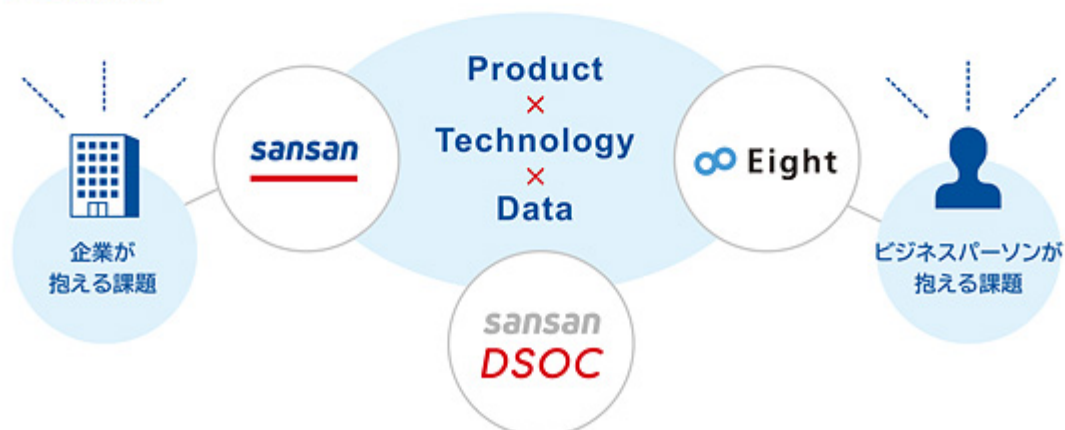 Product
×
Technology
×
Data
sansan
Eight
企業が
抱える課題
ビジネスパーソンが
抱える課題
sansan
DSOC